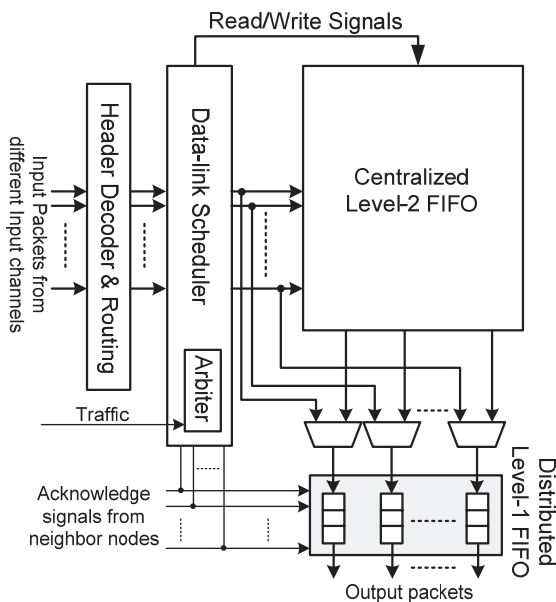 Read/Write Signals
Input Packets from
different Input channels
Header Decoder & Routing
Data-link Scheduler
Centralized
Level-2 FIFO
Arbiter
Traffic
Acknowledge
signals from
neighbor nodes
Distributed
Level-1 FIFO
Output packets